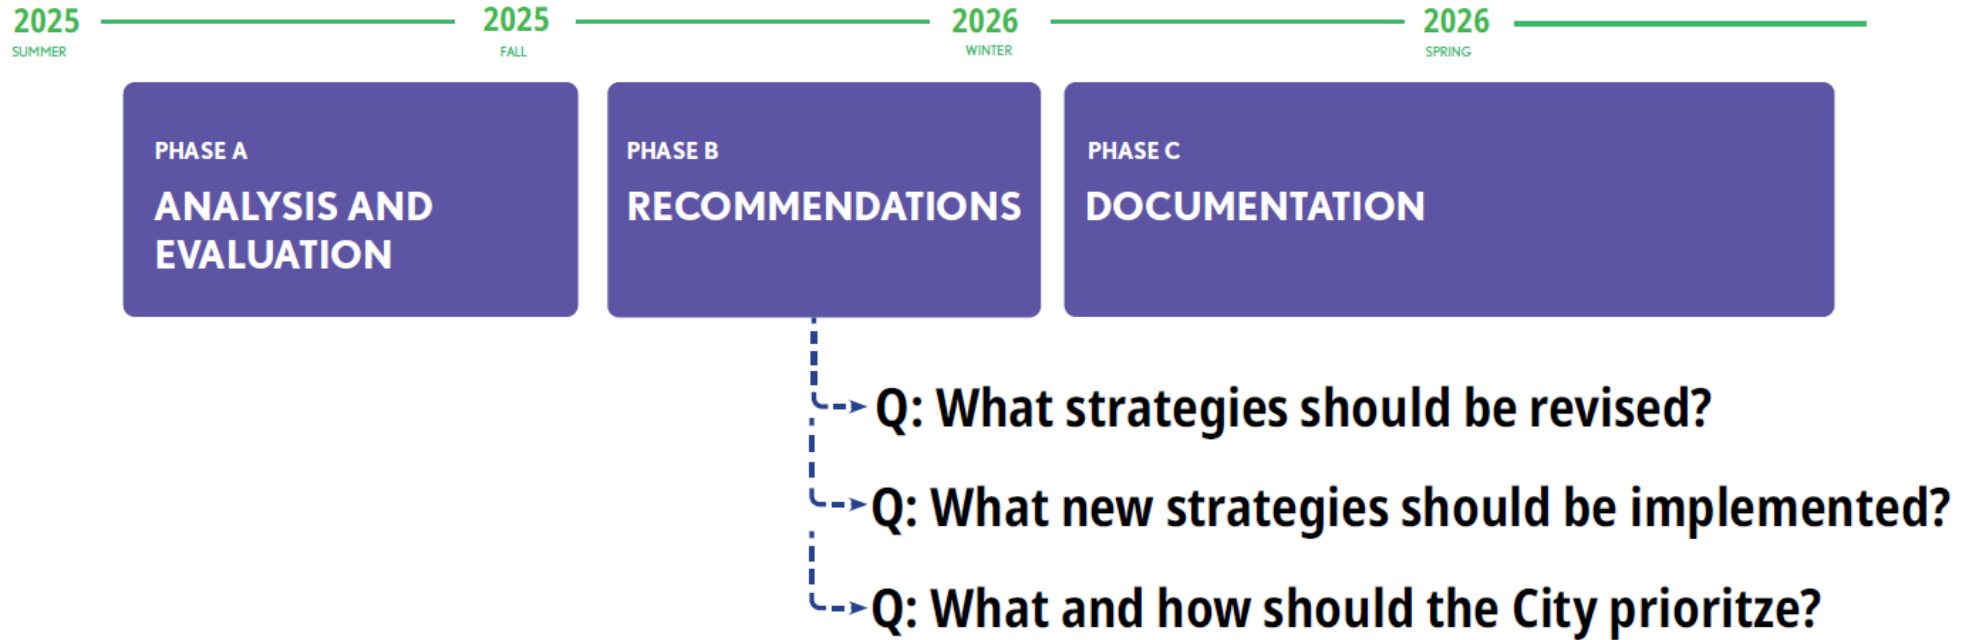 2025 2025 2026 2026
SUMMER FALL WINTER SPRING
PHASE A
ANALYSIS AND
EVALUATION
PHASE B
RECOMMENDATIONS
PHASE C
DOCUMENTATION
Q: What strategies should be revised?
Q: What new strategies should be implemented?
Q: What and how should the City prioritze?